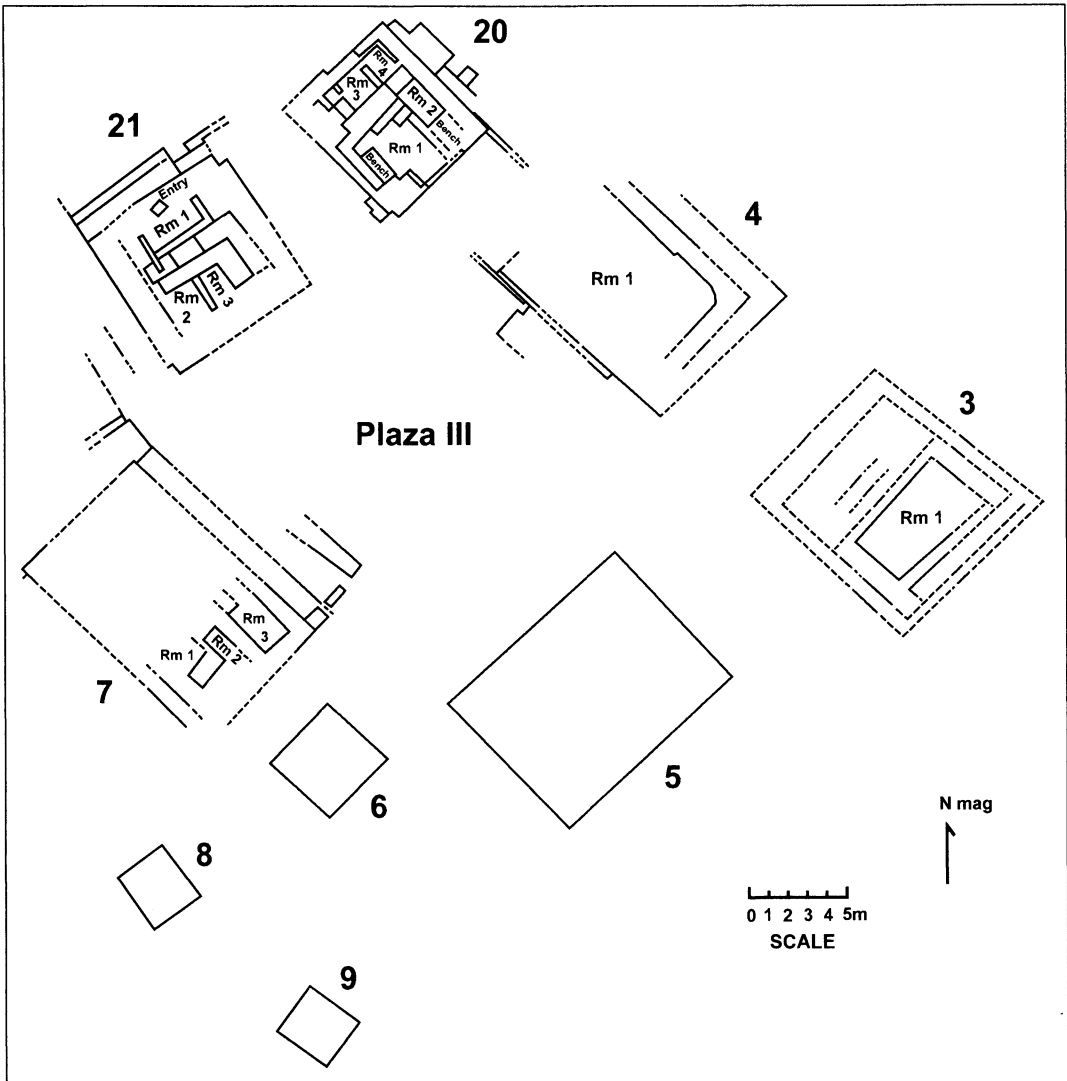 20
21
Rm 4
Rm 3
Rm 2
Bench
Rm 1
Bench
Entry
Rm 1
Rm 2
Rm 3
4
Rm 1
Plaza III
3
Rm 1
Rm 3
Rm 2
Rm 1
7
5
6
8
9
N mag
0 1 2 3 4 5m
SCALE